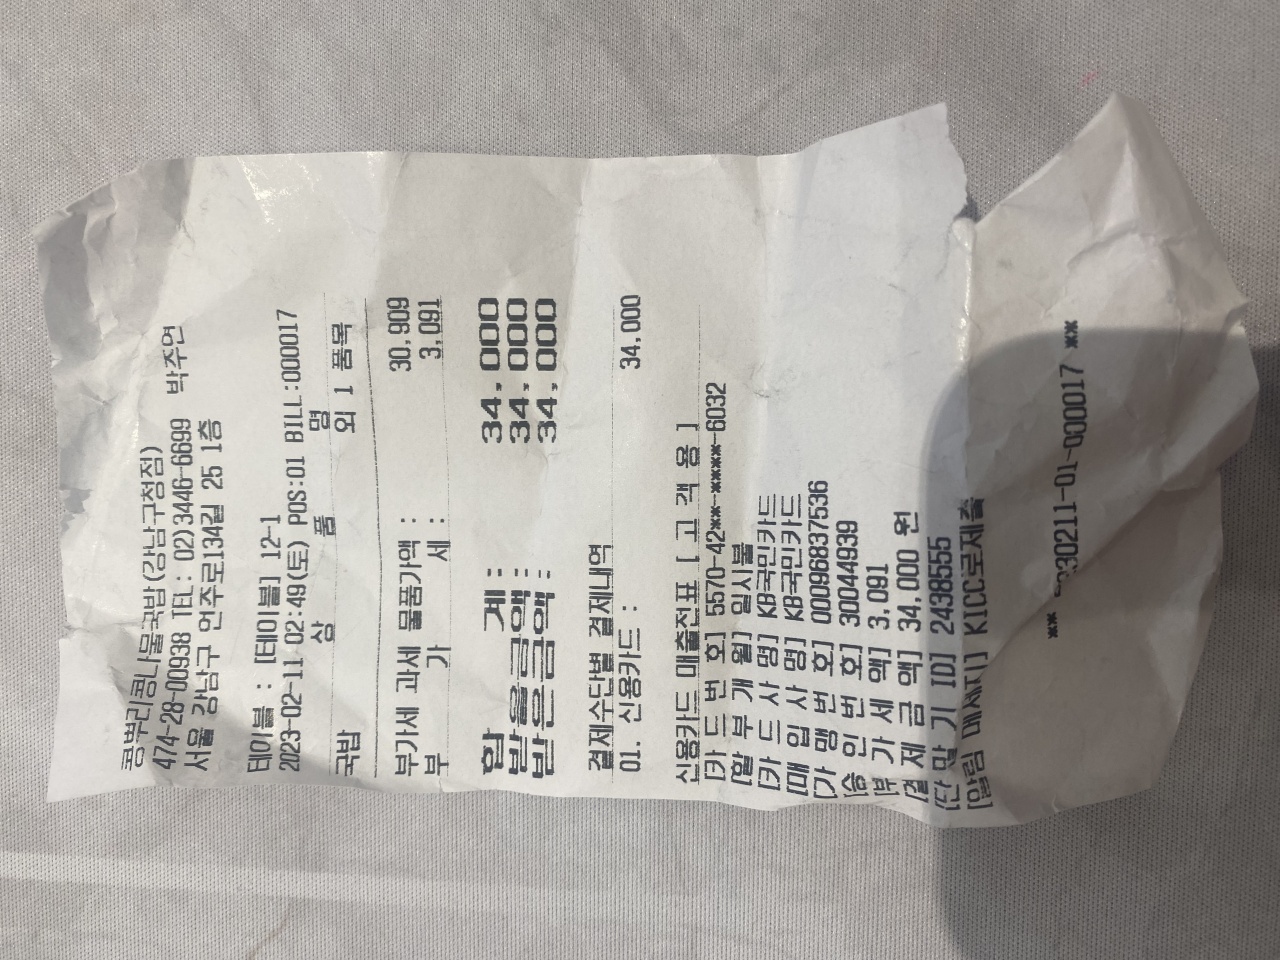 콩뿌리콩나물국밥(강남구청점)
474-28-00938 TEL: 02)3446-6699 박주연
서울 강남구 언주로134길 25 1층
테이블 : [테이블] 12-1
2023-02-11 02:49(토) POS:01 BILL:000017
상 품 명
국밥 외 1 품목
부가세 과세 물품가액 : 30,909
부 가 세 : 3,091
합 계: 34,000
받을금액: 34,000
받은금액: 34,000
결제수단별 결제내역
01. 신용카드 : 34,000
신용카드 매출전표 [ 고 객 용 ]
[카 드 번 호] 5570-42**-****-6032
[할 부 개 월] 일시불
[카 드 사 명] KB국민카드
[매 입 사 명] KB국민카드
[가 맹 번 호] 00096837536
[승 인 번 호] 30044939
[부 가 세 액] 3,091
[결 제 금 액] 34,000 원
[단 말 기 ID] 2438555
[알림 메세지] KICC로제출
** 30211-01-000017 **